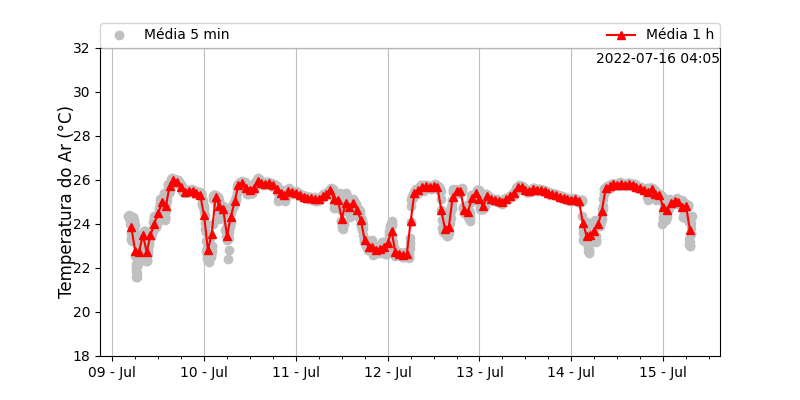 Média 5 min
Média 1 h
2022-07-16 04:05
Temperatura do Ar (°C)
32
30
28
26
24
22
20
18
09 - Jul
10 - Jul
11 - Jul
12 - Jul
13 - Jul
14 - Jul
15 - Jul